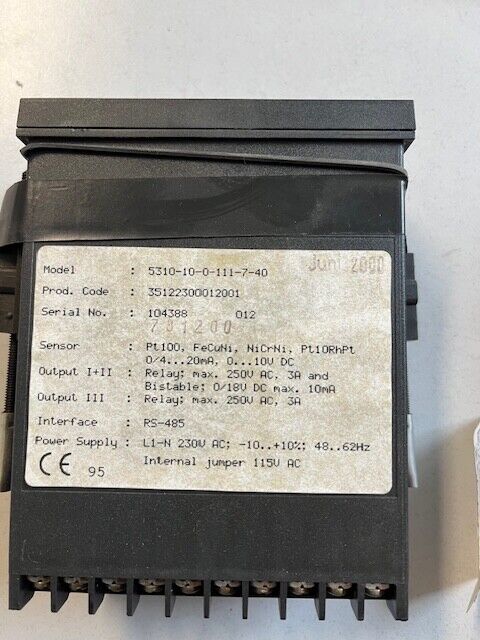 Juni 2000
Model : 5310-10-0-111-7-40
Prod. Code : 35122300012001
Serial No. : 104388 012
791200
Sensor : Pt100, FeCuNi, NiCrNi, Pt10RhPt
0/4...20mA, 0...10V DC
Output I+II : Relay; max. 250V AC, 3A and
Bistable; 0/18V DC max. 10mA
Output III : Relay; max. 250V AC, 3A
Interface : RS-485
Power Supply : L1-N 230V AC; -10..+10%; 48..62Hz
CE 95 Internal jumper 115V AC